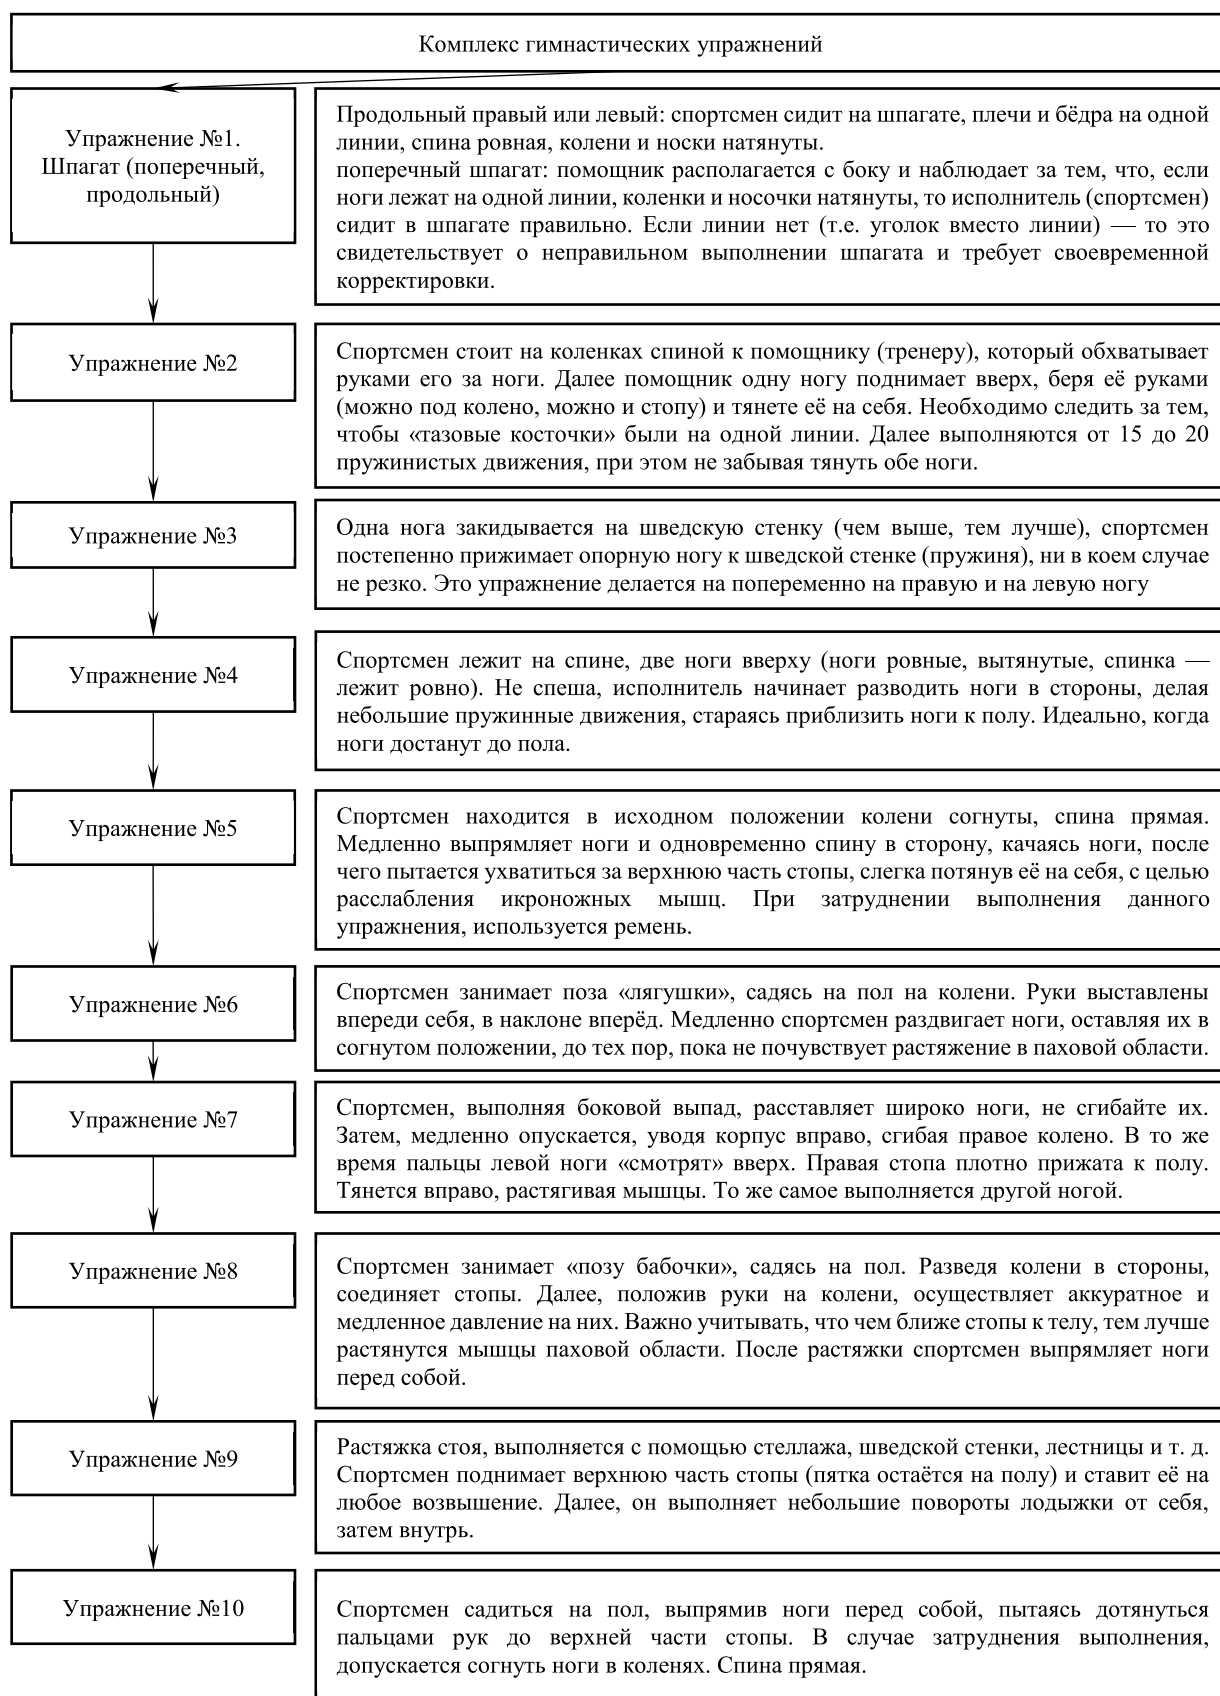 Комплекс гимнастических упражнений
Упражнение №1.
Шпагат (поперечный,
продольный)
Продольный правый или левый: спортсмен сидит на шпагате, плечи и бёдра на одной
линии, спина ровная, колени и носки натянуты.
поперечный шпагат: помощник располагается с боку и наблюдает за тем, что, если
ноги лежат на одной линии, коленки и носочки натянуты, то исполнитель (спортсмен)
сидит в шпагате правильно. Если линии нет (т.е. уголок вместо линии) — то это
свидетельствует о неправильном выполнении шпагата и требует своевременной
корректировки.
Упражнение №2
Спортсмен стоит на коленках спиной к помощнику (тренеру), который обхватывает
руками его за ноги. Далее помощник одну ногу поднимает вверх, беря её руками
(можно под колено, можно и стопу) и тянете её на себя. Необходимо следить за тем,
чтобы «тазовые косточки» были на одной линии. Далее выполняются от 15 до 20
пружинистых движения, при этом не забывая тянуть обе ноги.
Упражнение №3
Одна нога закидывается на шведскую стенку (чем выше, тем лучше), спортсмен
постепенно прижимает опорную ногу к шведской стенке (пружиня), ни в коем случае
не резко. Это упражнение делается на попеременно на правую и на левую ногу
Упражнение №4
Спортсмен лежит на спине, две ноги вверху (ноги ровные, вытянутые, спинка —
лежит ровно). Не спеша, исполнитель начинает разводить ноги в стороны, делая
небольшие пружинные движения, стараясь приблизить ноги к полу. Идеально, когда
ноги достанут до пола.
Упражнение №5
Спортсмен находится в исходном положении колени согнуты, спина прямая.
Медленно выпрямляет ноги и одновременно спину в сторону, качаясь ноги, после
чего пытается ухватиться за верхнюю часть стопы, слегка потянув её на себя, с целью
расслабления икроножных мышц. При затруднении выполнения данного
упражнения, используется ремень.
Упражнение №6
Спортсмен занимает поза «лягушки», садясь на пол на колени. Руки выставлены
впереди себя, в наклоне вперёд. Медленно спортсмен раздвигает ноги, оставляя их в
согнутом положении, до тех пор, пока не почувствует растяжение в паховой области.
Упражнение №7
Спортсмен, выполняя боковой выпад, расставляет широко ноги, не сгибайте их.
Затем, медленно опускается, уводя корпус вправо, сгибая правое колено. В то же
время пальцы левой ноги «смотрят» вверх. Правая стопа плотно прижата к полу.
Тянется вправо, растягивая мышцы. То же самое выполняется другой ногой.
Упражнение №8
Спортсмен занимает «позу бабочки», садясь на пол. Разведя колени в стороны,
соединяет стопы. Далее, положив руки на колени, осуществляет аккуратное и
медленное давление на них. Важно учитывать, что чем ближе стопы к телу, тем лучше
растянутся мышцы паховой области. После растяжки спортсмен выпрямляет ноги
перед собой.
Упражнение №9
Растяжка стоя, выполняется с помощью стеллажа, шведской стенки, лестницы и т. д.
Спортсмен поднимает верхнюю часть стопы (пятка остаётся на полу) и ставит её на
любое возвышение. Далее, он выполняет небольшие повороты лодыжки от себя,
затем внутрь.
Упражнение №10
Спортсмен садиться на пол, выпрямив ноги перед собой, пытаясь дотянуться
пальцами рук до верхней части стопы. В случае затруднения выполнения,
допускается согнуть ноги в коленях. Спина прямая.